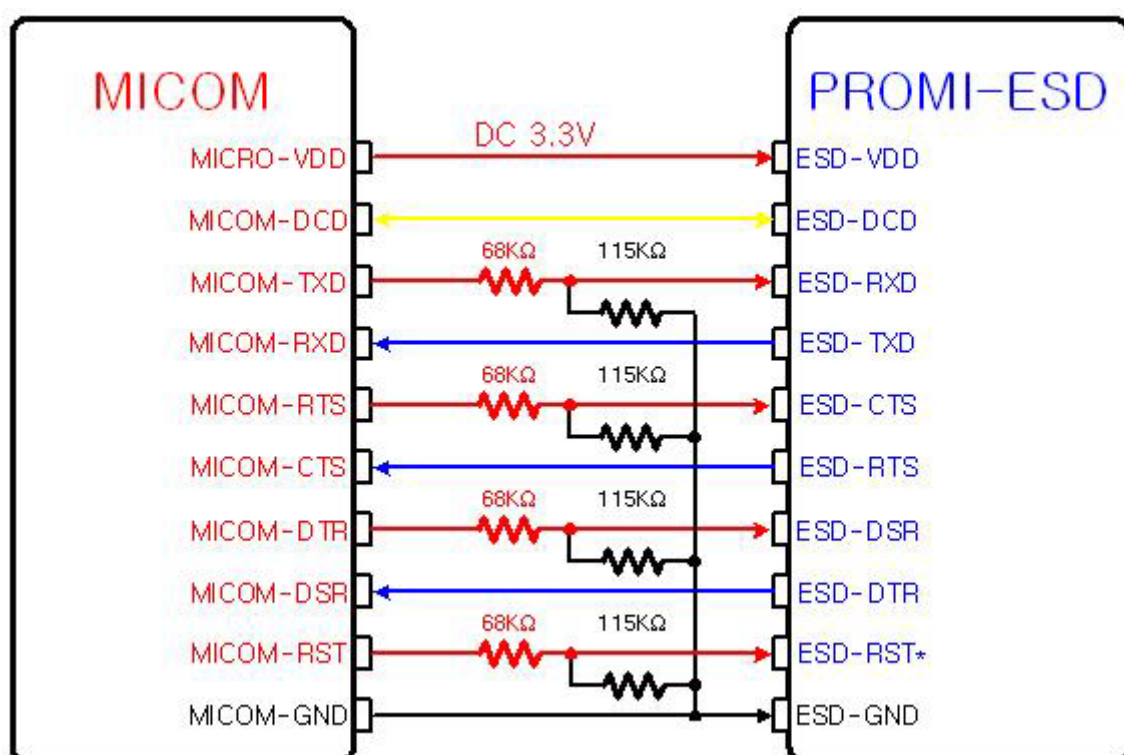 MICOM
PROMI-ESD
DC 3.3V
MICRO-VDD
ESD-VDD
MICOM-DCD
ESD-DCD
68KΩ
115KΩ
MICOM-TXD
ESD-RXD
MICOM-RXD
ESD-TXD
68KΩ
115KΩ
MICOM-RTS
ESD-CTS
MICOM-CTS
ESD-RTS
68KΩ
115KΩ
MICOM-DTR
ESD-DSR
MICOM-DSR
ESD-DTR
68KΩ
115KΩ
MICOM-RST
ESD-RST*
MICOM-GND
ESD-GND